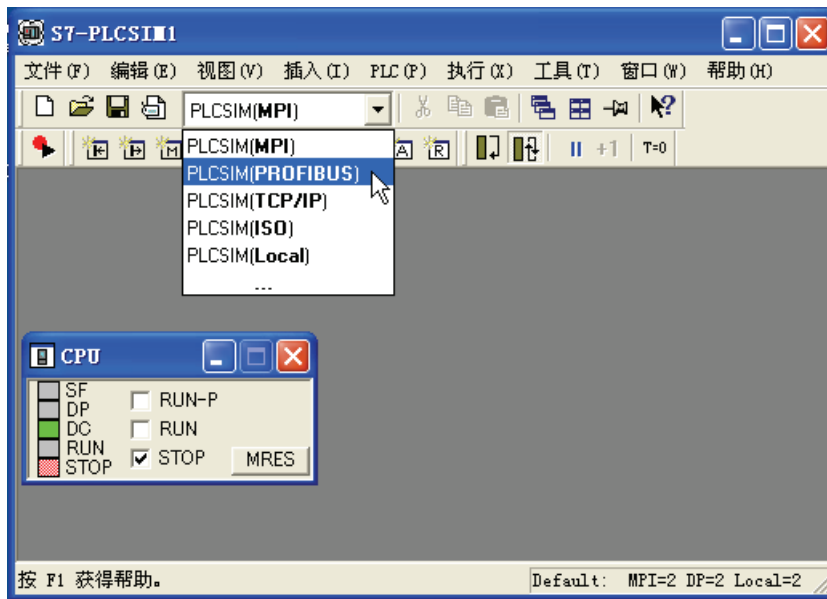 S7-PLCSIM1
文件(F) 编辑(E) 视图(V) 插入(I) PLC(P) 执行(X) 工具(T) 窗口(W) 帮助(H)
PLCSIM(MPI)
PLCSIM(MPI)
PLCSIM(PROFIBUS)
PLCSIM(TCP/IP)
PLCSIM(ISO)
PLCSIM(Local)
...
+1 T=0
CPU
SF
DP
DC
RUN
STOP
RUN-P
RUN
STOP
MRES
按 F1 获得帮助。
Default: MPI=2 DP=2 Local=2